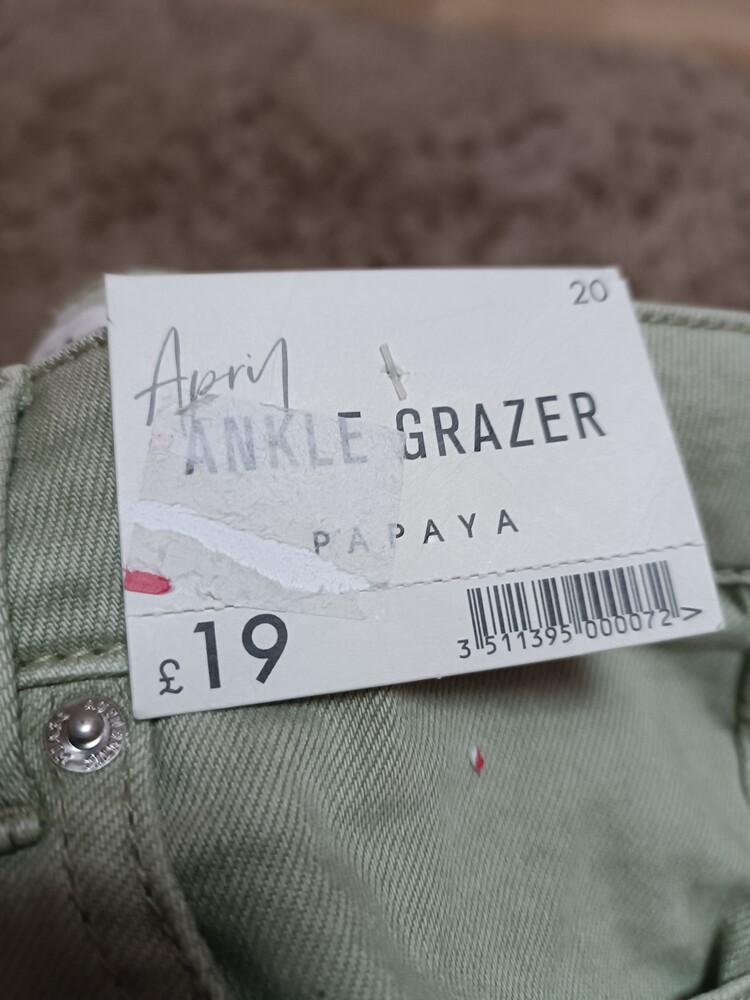 20
April
ANKLE GRAZER
PAPAYA
£19
3 511395 000072 >